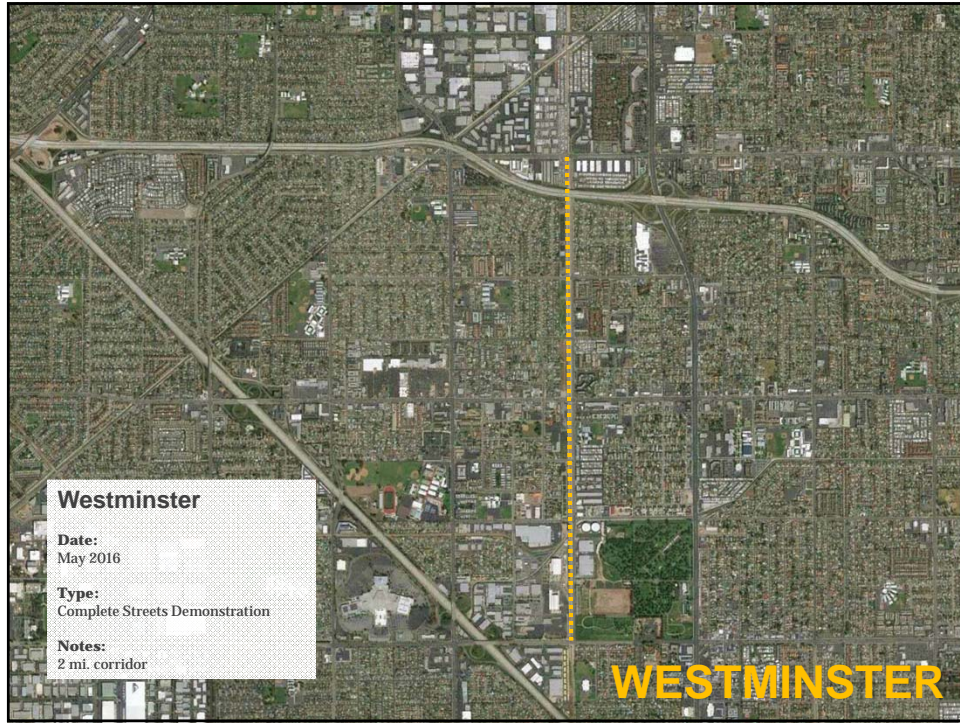 Westminster
Date:
May 2016
Type:
Complete Streets Demonstration
Notes:
2 mi. corridor
WESTMINSTER